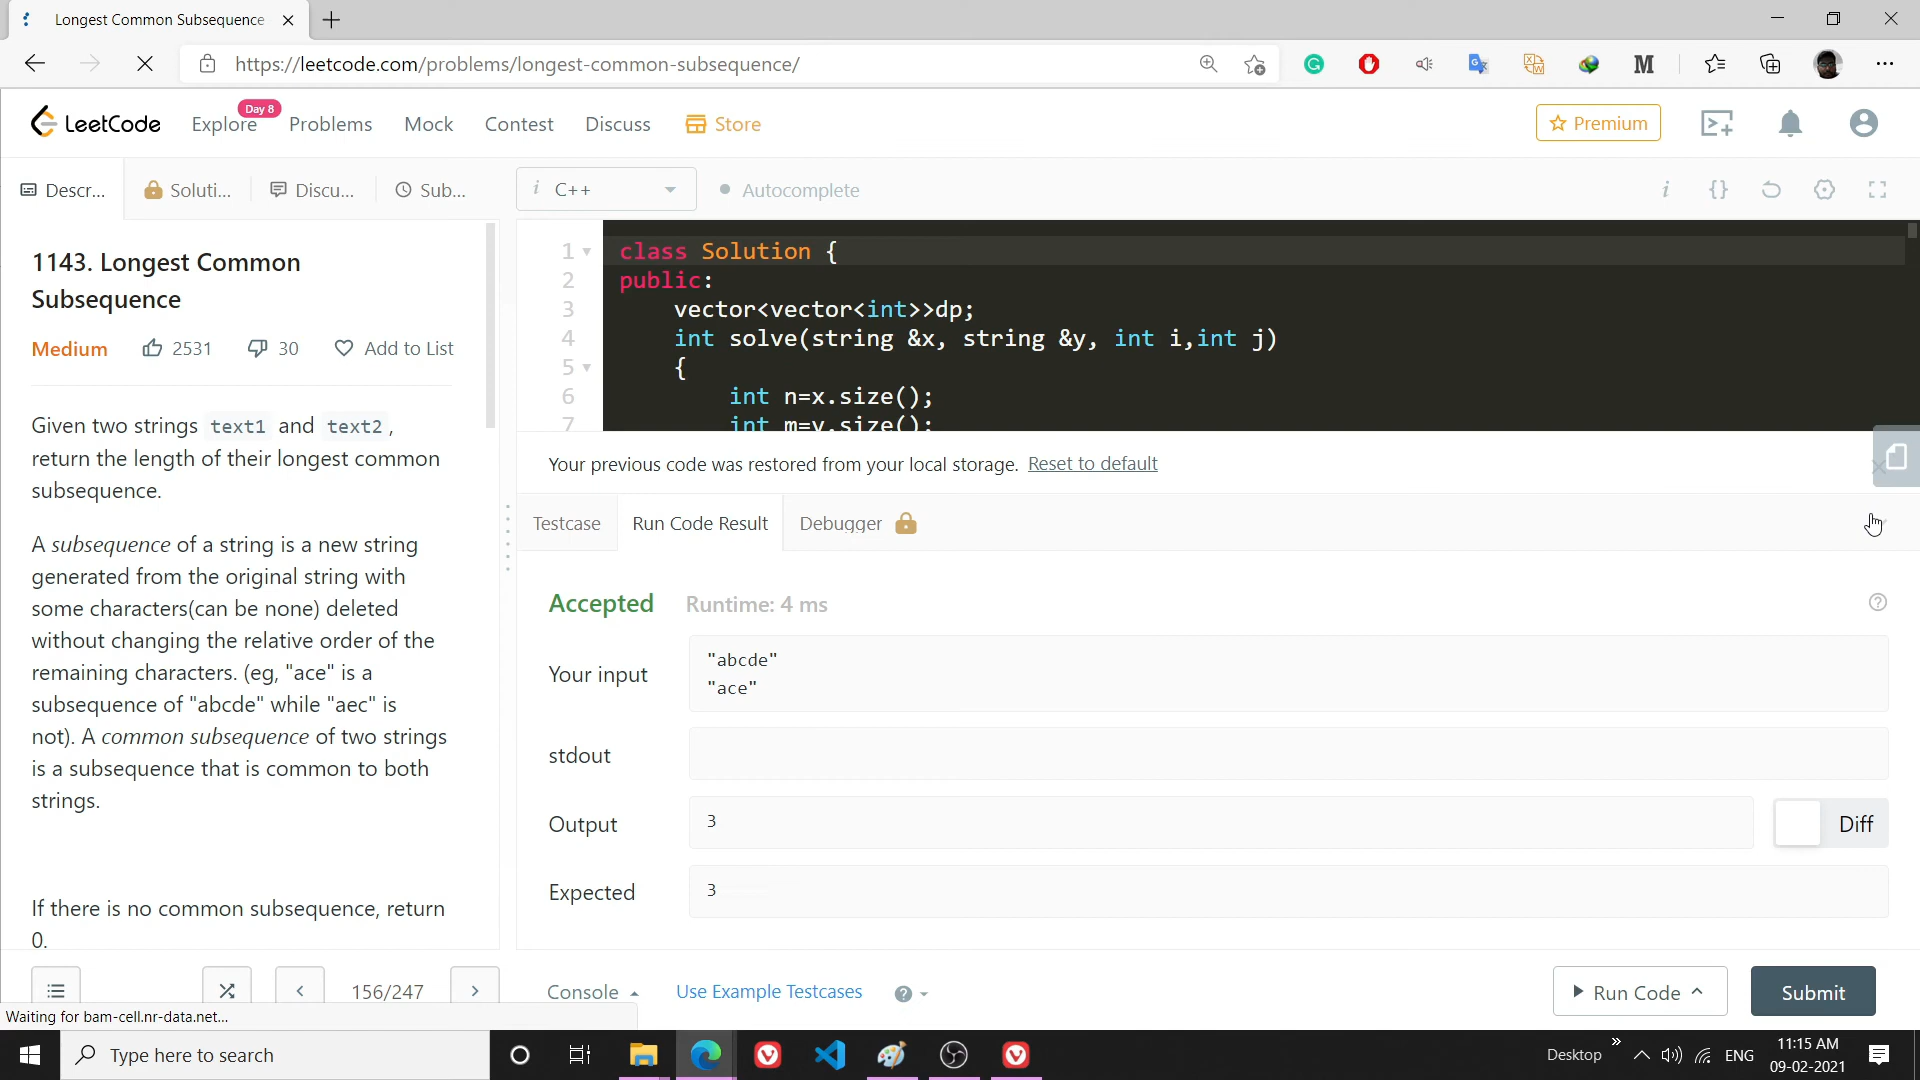 Longest Common Subsequence
https://leetcode.com/problems/longest-common-subsequence/
LeetCode
Explore
Day 8
Problems
Mock
Contest
Discuss
Store
Premium
Descr...
Soluti...
Discu...
Sub...
i C++
Autocomplete
1143. Longest Common
Subsequence
Medium
2531
30
Add to List
Given two strings text1 and text2 ,
return the length of their longest common
subsequence.
A subsequence of a string is a new string
generated from the original string with
some characters(can be none) deleted
without changing the relative order of the
remaining characters. (eg, "ace" is a
subsequence of "abcde" while "aec" is
not). A common subsequence of two strings
is a subsequence that is common to both
strings.
If there is no common subsequence, return
0.
156/247
1 class Solution {
2 public:
3 vector<vector<int>>dp;
4 int solve(string &x, string &y, int i,int j)
5 {
6 int n=x.size();
7 int m=y.size();
Your previous code was restored from your local storage. Reset to default
Testcase
Run Code Result
Debugger
Accepted
Runtime: 4 ms
Your input
"abcde"
"ace"
stdout
Output
3
Diff
Expected
3
Console
Use Example Testcases
Run Code
Submit
Waiting for bam-cell.nr-data.net...
Type here to search
Desktop
ENG
11:15 AM
09-02-2021